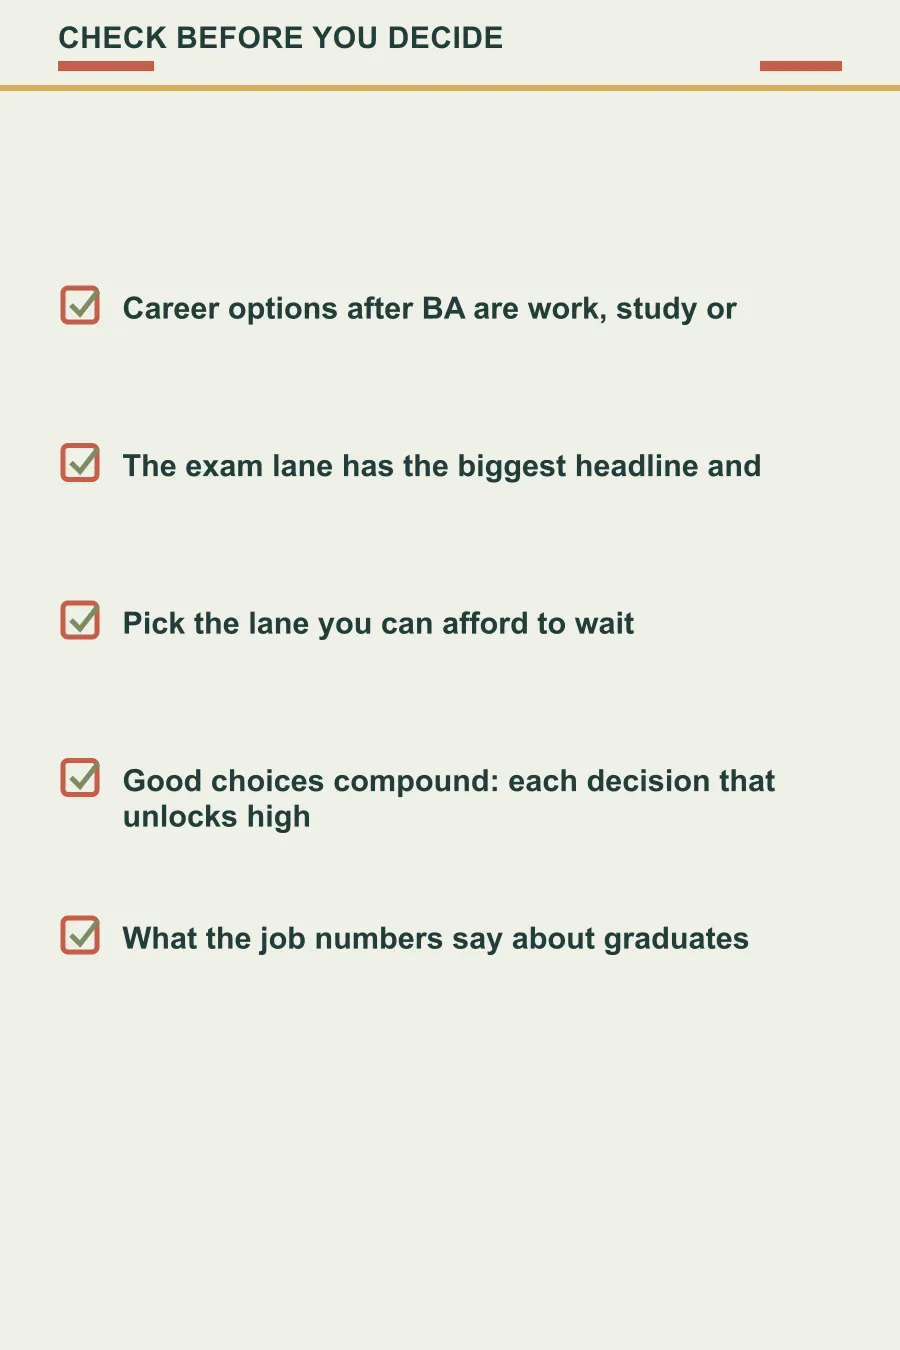 CHECK BEFORE YOU DECIDE
Career options after BA are work, study or
The exam lane has the biggest headline and
Pick the lane you can afford to wait
Good choices compound: each decision that
unlocks high
What the job numbers say about graduates